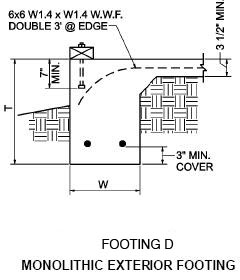 6x6 W1.4 x W1.4 W.W.F.
DOUBLE 3' @ EDGE
7"
MIN.
3 1/2" MIN.
T
3" MIN.
COVER
W
FOOTING D
MONOLITHIC EXTERIOR FOOTING